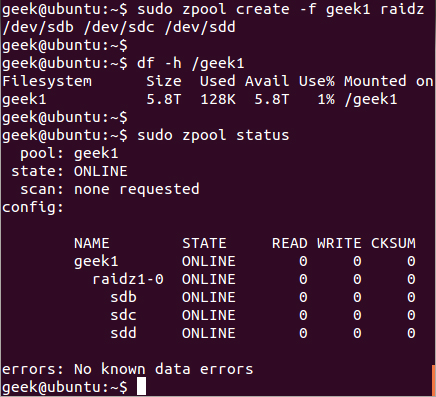 geek@ubuntu:~$ sudo zpool create -f geek1 raidz
/dev/sdb /dev/sdc /dev/sdd
geek@ubuntu:~$
geek@ubuntu:~$ df -h /geek1
Filesystem      Size  Used Avail Use% Mounted on
geek1           5.8T  128K  5.8T   1% /geek1
geek@ubuntu:~$
geek@ubuntu:~$ sudo zpool status
  pool: geek1
 state: ONLINE
  scan: none requested
config:

        NAME        STATE     READ WRITE CKSUM
        geek1       ONLINE       0     0     0
          raidz1-0  ONLINE       0     0     0
            sdb     ONLINE       0     0     0
            sdc     ONLINE       0     0     0
            sdd     ONLINE       0     0     0

errors: No known data errors
geek@ubuntu:~$